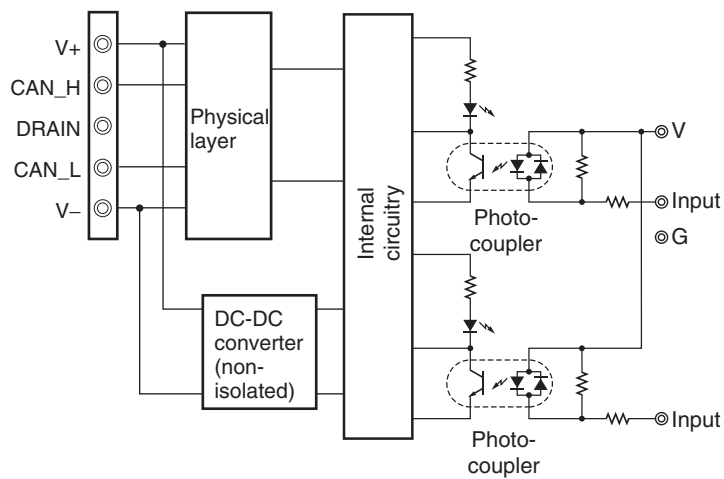 V+
CAN_H
DRAIN
CAN_L
V–
Physical
layer
DC-DC
converter
(non-
isolated)
Internal
circuitry
Photo-
coupler
Photo-
coupler
V
Input
G
Input